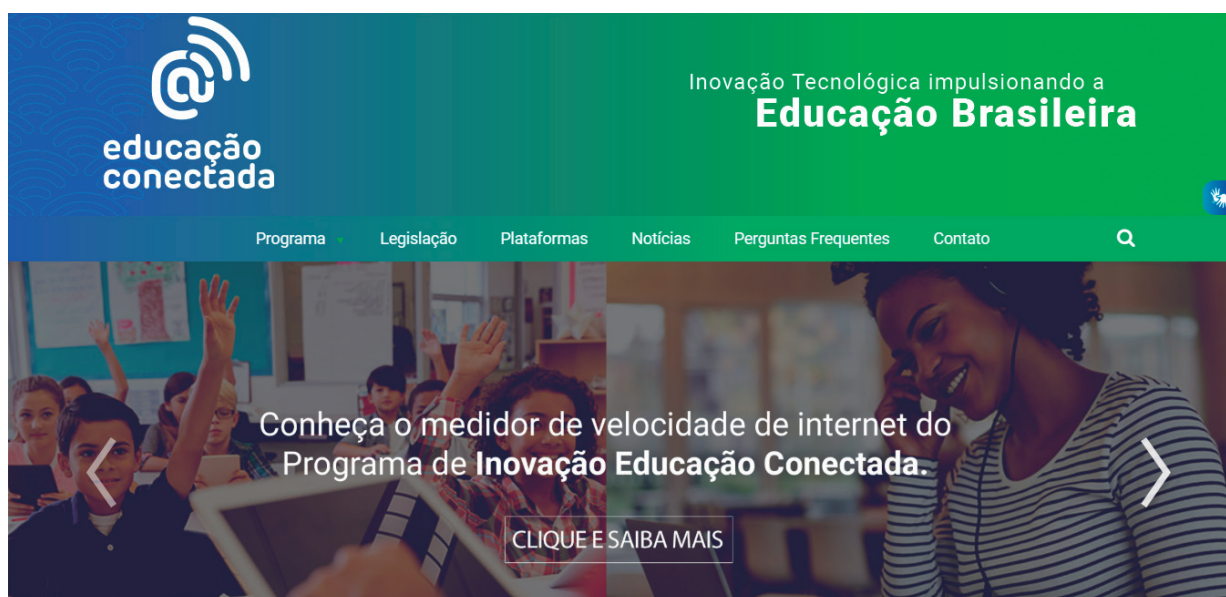 educação
conectada
Inovação Tecnológica impulsionando a
Educação Brasileira
Programa Legislação Plataformas Notícias Perguntas Frequentes Contato
Conheça o medidor de velocidade de internet do
Programa de Inovação Educação Conectada.
CLIQUE E SAIBA MAIS